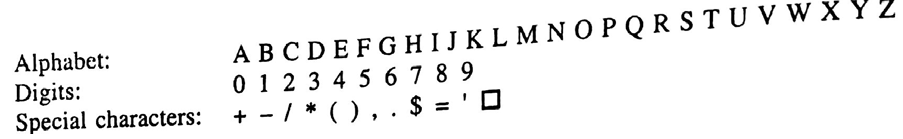 Alphabet: A B C D E F G H I J K L M N O P Q R S T U V W X Y Z
Digits: 0 1 2 3 4 5 6 7 8 9
Special characters: + - / * ( ) , . $ = ' □